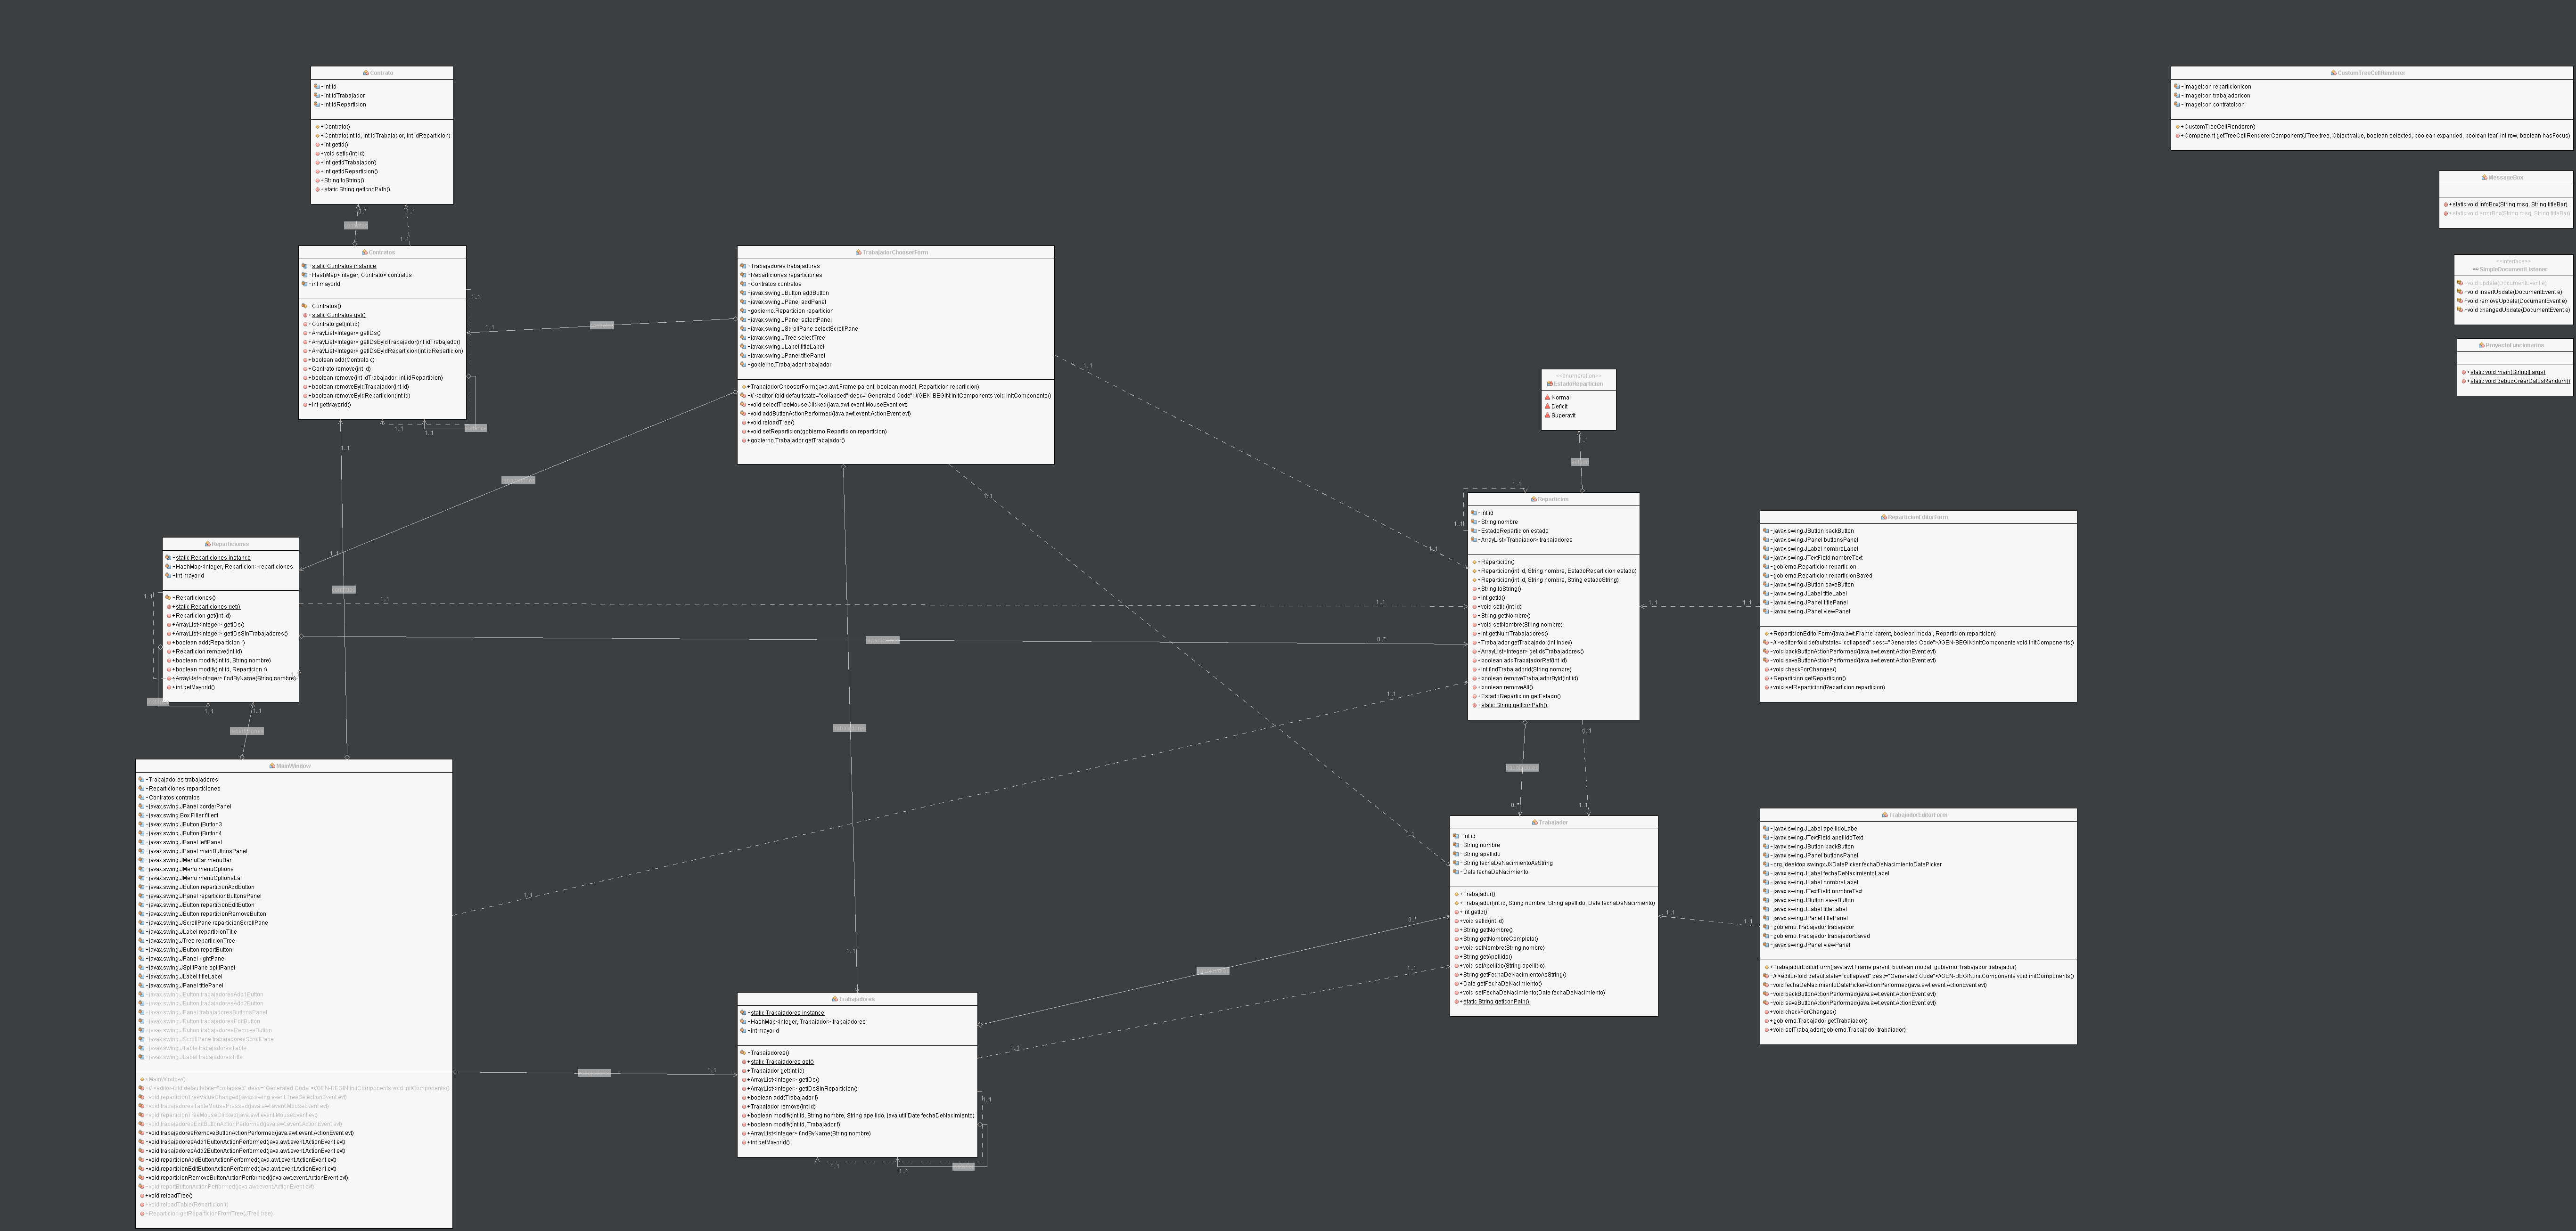 Contrato
-int id
-int idTrabajador
-int idReparticion
+Contrato()
+Contrato(int id, int idTrabajador, int idReparticion)
+int getId()
+void setId(int id)
+int getIdTrabajador()
+int getIdReparticion()
+String toString()
+static String getIconPath()
0..*
1..1
1..1
Contratos
-static Contratos instance
-HashMap<Integer, Contrato> contratos
-int mayorId
-Contratos()
+static Contratos get()
+Contrato get(int id)
+ArrayList<Integer> getIDs()
+ArrayList<Integer> getIDsByIdTrabajador(int idTrabajador)
+ArrayList<Integer> getIDsByIdReparticion(int idReparticion)
+boolean add(Contrato c)
+Contrato remove(int id)
+boolean remove(int idTrabajador, int idReparticion)
+boolean removeByIdTrabajador(int id)
+boolean removeByIdReparticion(int id)
+int getMayorId()
1..1
1..1
1..1
1..1
TrabajadorChooserForm
-Trabajadores trabajadores
-Reparticiones reparticiones
-Contratos contratos
-javax.swing.JButton addButton
-javax.swing.JPanel addPanel
-gobierno.Reparticion reparticion
-javax.swing.JPanel selectPanel
-javax.swing.JScrollPane selectScrollPane
-javax.swing.JTree selectTree
-javax.swing.JLabel titleLabel
-javax.swing.JPanel titlePanel
-gobierno.Trabajador trabajador
+TrabajadorChooserForm(java.awt.Frame parent, boolean modal, Reparticion reparticion)
-// <editor-fold defaultstate="collapsed" desc="Generated Code">//GEN-BEGIN:initComponents void initComponents()
-void selectTreeMouseClicked(java.awt.event.MouseEvent evt)
-void addButtonActionPerformed(java.awt.event.ActionEvent evt)
+void reloadTree()
+void setReparticion(gobierno.Reparticion reparticion)
+gobierno.Trabajador getTrabajador()
1..1
1..1
1..1
1..1
CustomTreeCellRenderer
-ImageIcon reparticionIcon
-ImageIcon trabajadorIcon
-ImageIcon contratoIcon
+CustomTreeCellRenderer()
+Component getTreeCellRendererComponent(JTree tree, Object value, boolean selected, boolean expanded, boolean leaf, int row, boolean hasFocus)
MessageBox
+static void infoBox(String msg, String titleBar)
+static void errorBox(String msg, String titleBar)
<<interface>>
SimpleDocumentListener
-void update(DocumentEvent e)
-void insertUpdate(DocumentEvent e)
-void removeUpdate(DocumentEvent e)
-void changedUpdate(DocumentEvent e)
ProyectoFuncionarios
+static void main(String[] args)
+static void debugCrearDatosRandom()
<<enumeration>>
EstadoReparticion
Normal
Deficit
Superavit
1..1
Reparticion
-int id
-String nombre
-EstadoReparticion estado
-ArrayList<Trabajador> trabajadores
+Reparticion()
+Reparticion(int id, String nombre, EstadoReparticion estado)
+Reparticion(int id, String nombre, String estadoString)
+String toString()
+int getId()
+void setId(int id)
+String getNombre()
+void setNombre(String nombre)
+int getNumTrabajadores()
+Trabajador getTrabajador(int index)
+ArrayList<Integer> getIdsTrabajadores()
+boolean addTrabajadorRef(int id)
+int findTrabajadorId(String nombre)
+boolean removeTrabajadorById(int id)
+boolean removeAll()
+EstadoReparticion getEstado()
+static String getIconPath()
1..1
1..1
ReparticionEditorForm
-javax.swing.JButton backButton
-javax.swing.JPanel buttonsPanel
-javax.swing.JLabel nombreLabel
-javax.swing.JTextField nombreText
-gobierno.Reparticion reparticion
-gobierno.Reparticion reparticionSaved
-javax.swing.JButton saveButton
-javax.swing.JLabel titleLabel
-javax.swing.JPanel titlePanel
-javax.swing.JPanel viewPanel
+ReparticionEditorForm(java.awt.Frame parent, boolean modal, Reparticion reparticion)
-// <editor-fold defaultstate="collapsed" desc="Generated Code">//GEN-BEGIN:initComponents void initComponents()
-void backButtonActionPerformed(java.awt.event.ActionEvent evt)
-void saveButtonActionPerformed(java.awt.event.ActionEvent evt)
+void checkForChanges()
+Reparticion getReparticion()
+void setReparticion(Reparticion reparticion)
1..1
1..1
Reparticiones
-static Reparticiones instance
-HashMap<Integer, Reparticion> reparticiones
-int mayorId
-Reparticiones()
+static Reparticiones get()
+Reparticion get(int id)
+ArrayList<Integer> getIDs()
+ArrayList<Integer> getIDsSinTrabajadores()
+boolean add(Reparticion r)
+Reparticion remove(int id)
+boolean modify(int id, String nombre)
+boolean modify(int id, Reparticion r)
+ArrayList<Integer> findByName(String nombre)
+int getMayorId()
1..1
1..1
1..1
1..1
1..1
0..*
MainWindow
-Trabajadores trabajadores
-Reparticiones reparticiones
-Contratos contratos
-javax.swing.JPanel borderPanel
-javax.swing.Box.Filler filler1
-javax.swing.JButton jButton3
-javax.swing.JButton jButton4
-javax.swing.JPanel leftPanel
-javax.swing.JPanel mainButtonsPanel
-javax.swing.JMenuBar menuBar
-javax.swing.JMenu menuOptions
-javax.swing.JMenu menuOptionsLaf
-javax.swing.JButton reparticionAddButton
-javax.swing.JPanel reparticionButtonsPanel
-javax.swing.JButton reparticionEditButton
-javax.swing.JButton reparticionRemoveButton
-javax.swing.JScrollPane reparticionScrollPane
-javax.swing.JLabel reparticionTitle
-javax.swing.JTree reparticionTree
-javax.swing.JButton reportButton
-javax.swing.JPanel rightPanel
-javax.swing.JSplitPane splitPanel
-javax.swing.JLabel titleLabel
-javax.swing.JPanel titlePanel
-javax.swing.JButton trabajadoresAdd1Button
-javax.swing.JButton trabajadoresAdd2Button
-javax.swing.JPanel trabajadoresButtonsPanel
-javax.swing.JButton trabajadoresEditButton
-javax.swing.JButton trabajadoresRemoveButton
-javax.swing.JScrollPane trabajadoresScrollPane
-javax.swing.JTable trabajadoresTable
-javax.swing.JLabel trabajadoresTitle
+MainWindow()
-// <editor-fold defaultstate="collapsed" desc="Generated Code">//GEN-BEGIN:initComponents void initComponents()
-void reparticionTreeValueChanged(javax.swing.event.TreeSelectionEvent evt)
-void trabajadoresTableMousePressed(java.awt.event.MouseEvent evt)
-void reparticionTreeMouseClicked(java.awt.event.MouseEvent evt)
-void trabajadoresEditButtonActionPerformed(java.awt.event.ActionEvent evt)
-void trabajadoresRemoveButtonActionPerformed(java.awt.event.ActionEvent evt)
-void trabajadoresAdd1ButtonActionPerformed(java.awt.event.ActionEvent evt)
-void trabajadoresAdd2ButtonActionPerformed(java.awt.event.ActionEvent evt)
-void reparticionAddButtonActionPerformed(java.awt.event.ActionEvent evt)
-void reparticionEditButtonActionPerformed(java.awt.event.ActionEvent evt)
-void reparticionRemoveButtonActionPerformed(java.awt.event.ActionEvent evt)
-void reportButtonActionPerformed(java.awt.event.ActionEvent evt)
+void reloadTree()
+void reloadTable(Reparticion r)
+Reparticion getReparticionFromTree(JTree tree)
1..1
1..1
1..1
Trabajadores
-static Trabajadores instance
-HashMap<Integer, Trabajador> trabajadores
-int mayorId
-Trabajadores()
+static Trabajadores get()
+Trabajador get(int id)
+ArrayList<Integer> getIDs()
+ArrayList<Integer> getIDsSinReparticion()
+boolean add(Trabajador t)
+Trabajador remove(int id)
+boolean modify(int id, String nombre, String apellido, java.util.Date fechaDeNacimiento)
+boolean modify(int id, Trabajador t)
+ArrayList<Integer> findByName(String nombre)
+int getMayorId()
1..1
1..1
1..1
0..*
1..1
Trabajador
-int id
-String nombre
-String apellido
-String fechaDeNacimientoAsString
-Date fechaDeNacimiento
+Trabajador()
+Trabajador(int id, String nombre, String apellido, Date fechaDeNacimiento)
+int getId()
+void setId(int id)
+String getNombre()
+String getNombreCompleto()
+void setNombre(String nombre)
+String getApellido()
+void setApellido(String apellido)
+String getFechaDeNacimientoAsString()
+Date getFechaDeNacimiento()
+void setFechaDeNacimiento(Date fechaDeNacimiento)
+static String getIconPath()
0..*
1..1
1..1
TrabajadorEditorForm
-javax.swing.JLabel apellidoLabel
-javax.swing.JTextField apellidoText
-javax.swing.JButton backButton
-javax.swing.JPanel buttonsPanel
-org.jdesktop.swingx.JXDatePicker fechaDeNacimientoDatePicker
-javax.swing.JLabel fechaDeNacimientoLabel
-javax.swing.JLabel nombreLabel
-javax.swing.JTextField nombreText
-javax.swing.JButton saveButton
-javax.swing.JLabel titleLabel
-javax.swing.JPanel titlePanel
-gobierno.Trabajador trabajador
-gobierno.Trabajador trabajadorSaved
-javax.swing.JPanel viewPanel
+TrabajadorEditorForm(java.awt.Frame parent, boolean modal, gobierno.Trabajador trabajador)
-// <editor-fold defaultstate="collapsed" desc="Generated Code">//GEN-BEGIN:initComponents void initComponents()
-void fechaDeNacimientoDatePickerActionPerformed(java.awt.event.ActionEvent evt)
-void backButtonActionPerformed(java.awt.event.ActionEvent evt)
-void saveButtonActionPerformed(java.awt.event.ActionEvent evt)
+void checkForChanges()
+gobierno.Trabajador getTrabajador()
+void setTrabajador(gobierno.Trabajador trabajador)
1..1
1..1